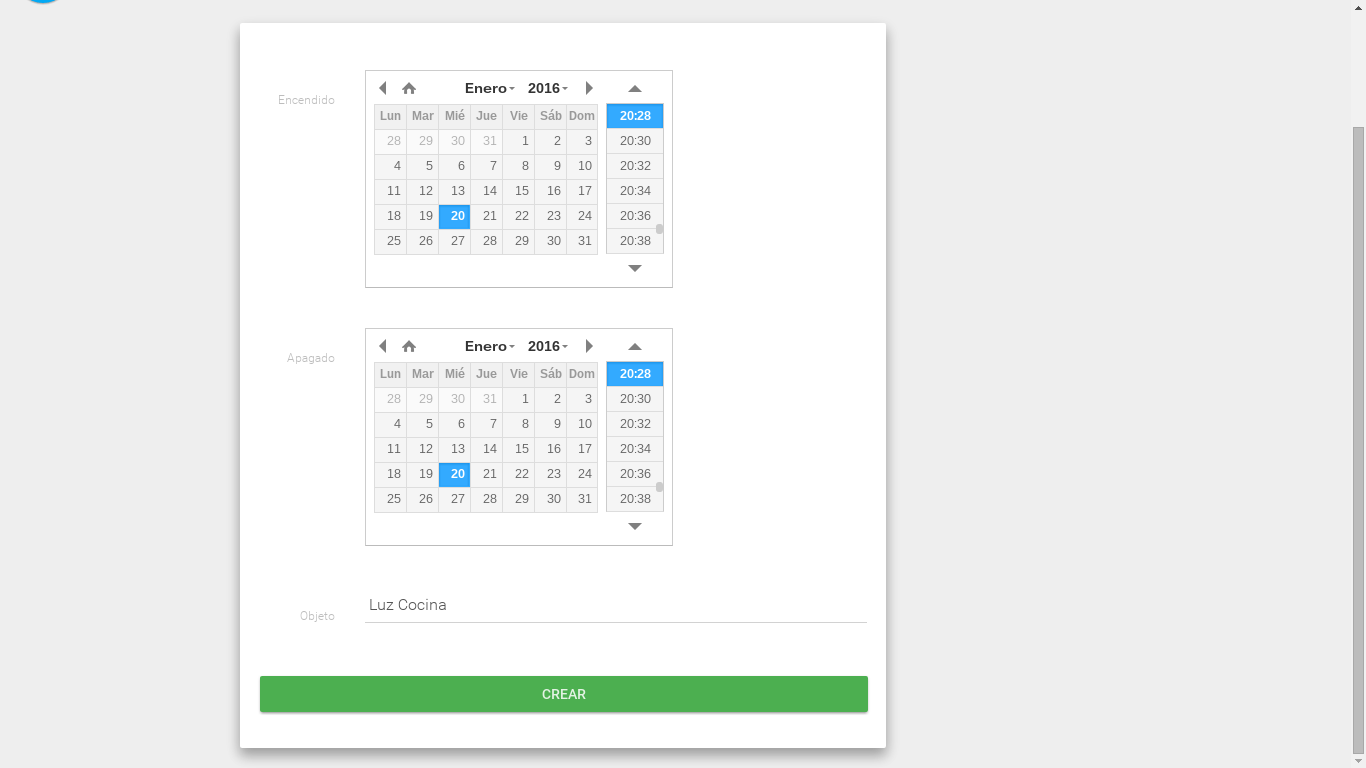 Encendido
Enero 2016
Lun Mar Mié Jue Vie Sáb Dom 20:28
28 29 30 31 1 2 3 20:30
4 5 6 7 8 9 10 20:32
11 12 13 14 15 16 17 20:34
18 19 20 21 22 23 24 20:36
25 26 27 28 29 30 31 20:38
Apagado
Enero 2016
Lun Mar Mié Jue Vie Sáb Dom 20:28
28 29 30 31 1 2 3 20:30
4 5 6 7 8 9 10 20:32
11 12 13 14 15 16 17 20:34
18 19 20 21 22 23 24 20:36
25 26 27 28 29 30 31 20:38
Objeto
Luz Cocina
CREAR